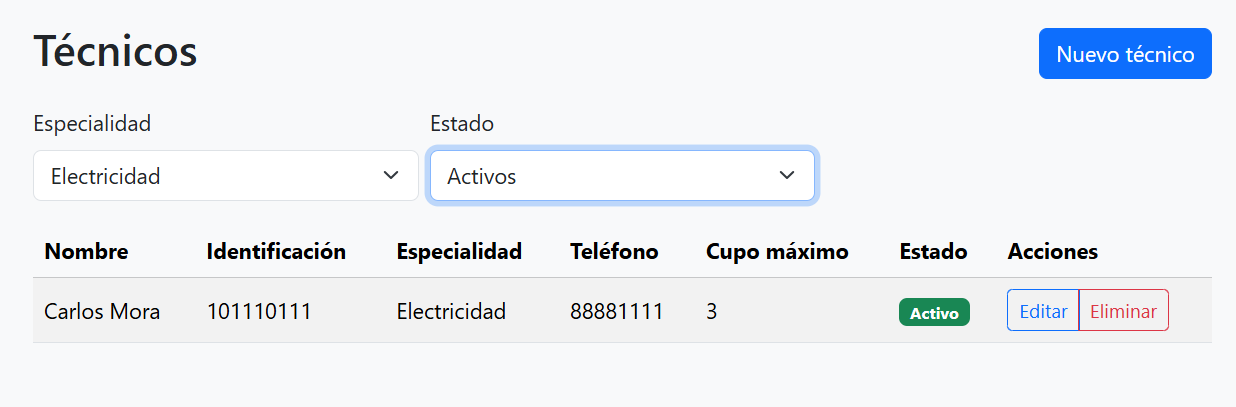 Técnicos
Nuevo técnico
Especialidad Estado
Electricidad Activos
Nombre Identificación Especialidad Teléfono Cupo máximo Estado Acciones
Carlos Mora 101110111 Electricidad 88881111 3 Activo Editar Eliminar